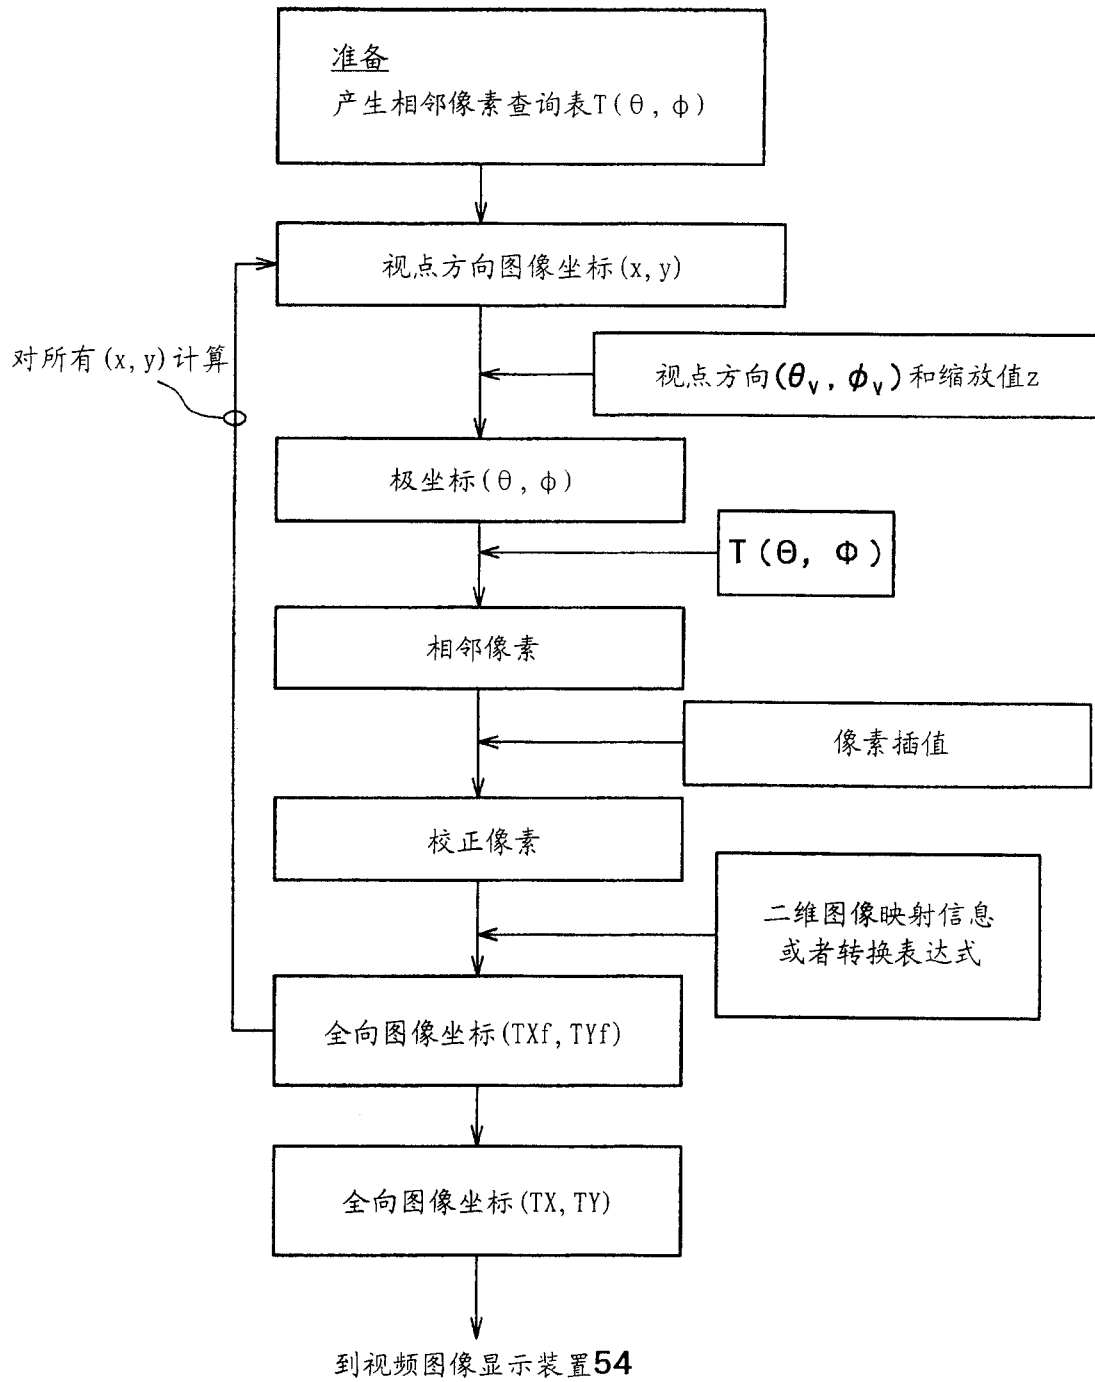 准备
产生相邻像素查询表T(θ, φ)
视点方向图像坐标(x, y)
对所有(x, y)计算
视点方向(θv, φv)和缩放值z
极坐标(θ, φ)
T(Θ, Φ)
相邻像素
像素插值
校正像素
二维图像映射信息
或者转换表达式
全向图像坐标(TXf, TYf)
全向图像坐标(TX, TY)
到视频图像显示装置54